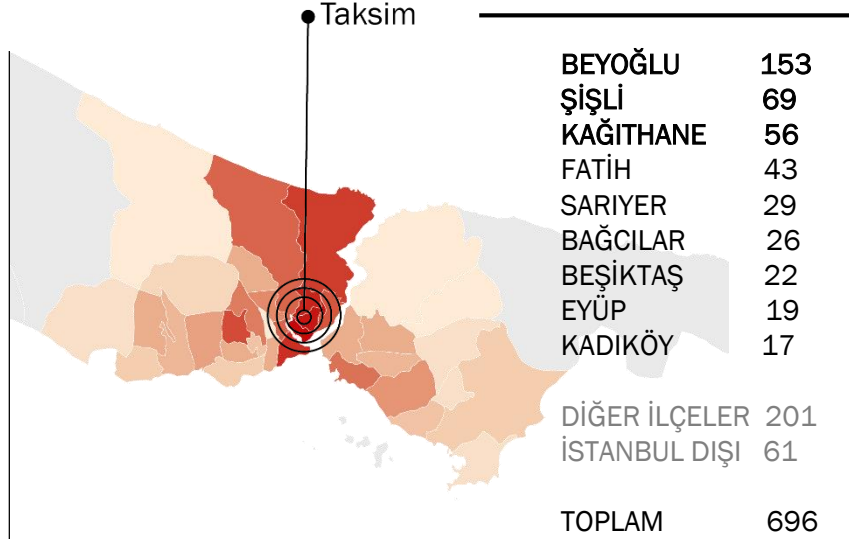 Taksim
BEYOĞLU 153
ŞİŞLİ 69
KAĞITHANE 56
FATİH 43
SARIYER 29
BAĞCILAR 26
BEŞİKTAŞ 22
EYÜP 19
KADIKÖY 17
DİĞER İLÇELER 201
İSTANBUL DIŞI 61
TOPLAM 696